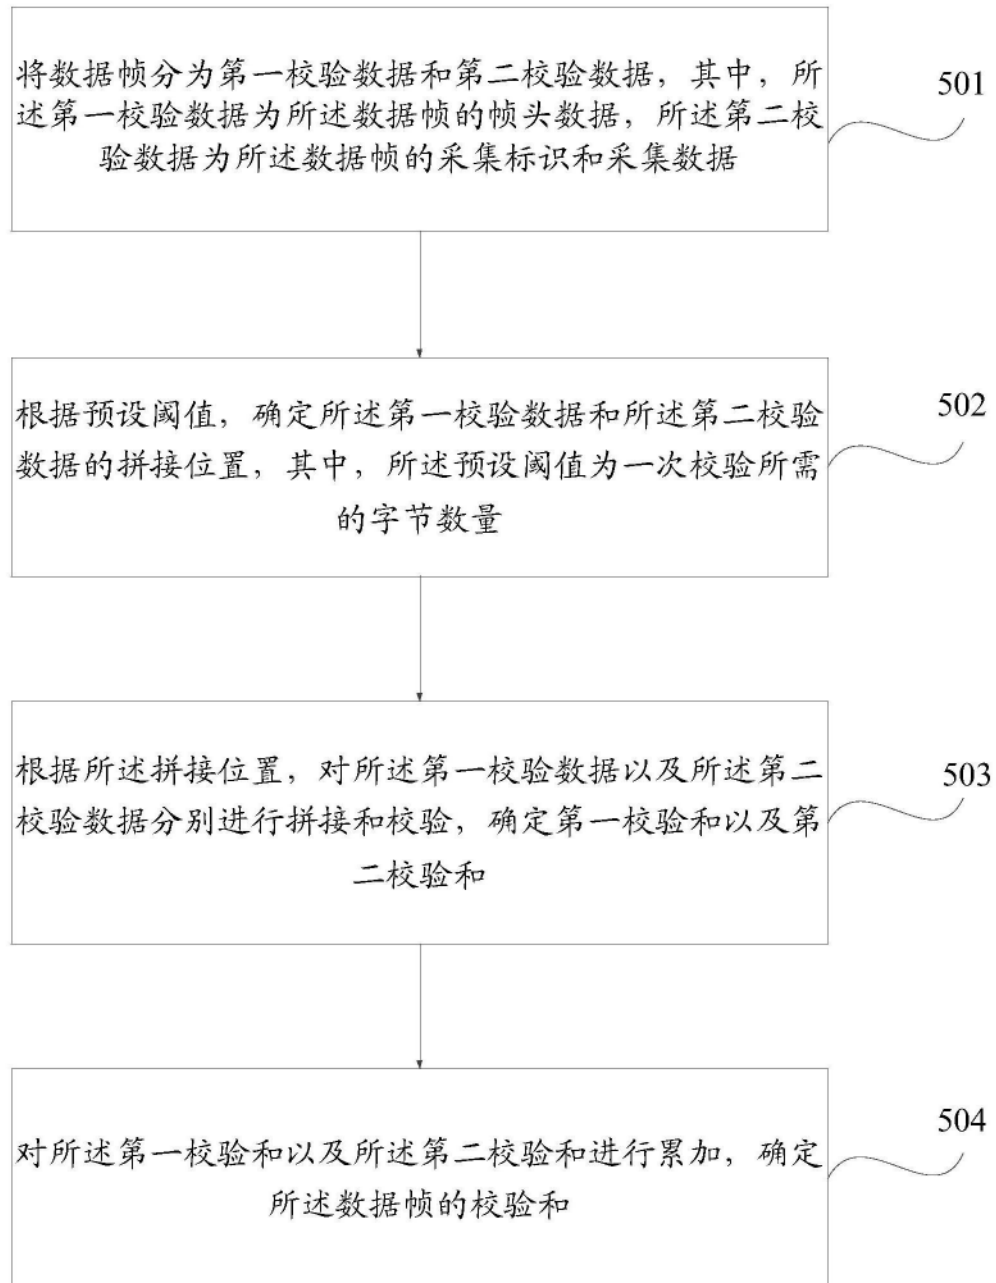 将数据帧分为第一校验数据和第二校验数据，其中，所
述第一校验数据为所述数据帧的帧头数据，所述第二校
验数据为所述数据帧的采集标识和采集数据
501
根据预设阈值，确定所述第一校验数据和所述第二校验
数据的拼接位置，其中，所述预设阈值为一次校验所需
的字节数量
502
根据所述拼接位置，对所述第一校验数据以及所述第二
校验数据分别进行拼接和校验，确定第一校验和以及第
二校验和
503
对所述第一校验和以及所述第二校验和进行累加，确定
所述数据帧的校验和
504